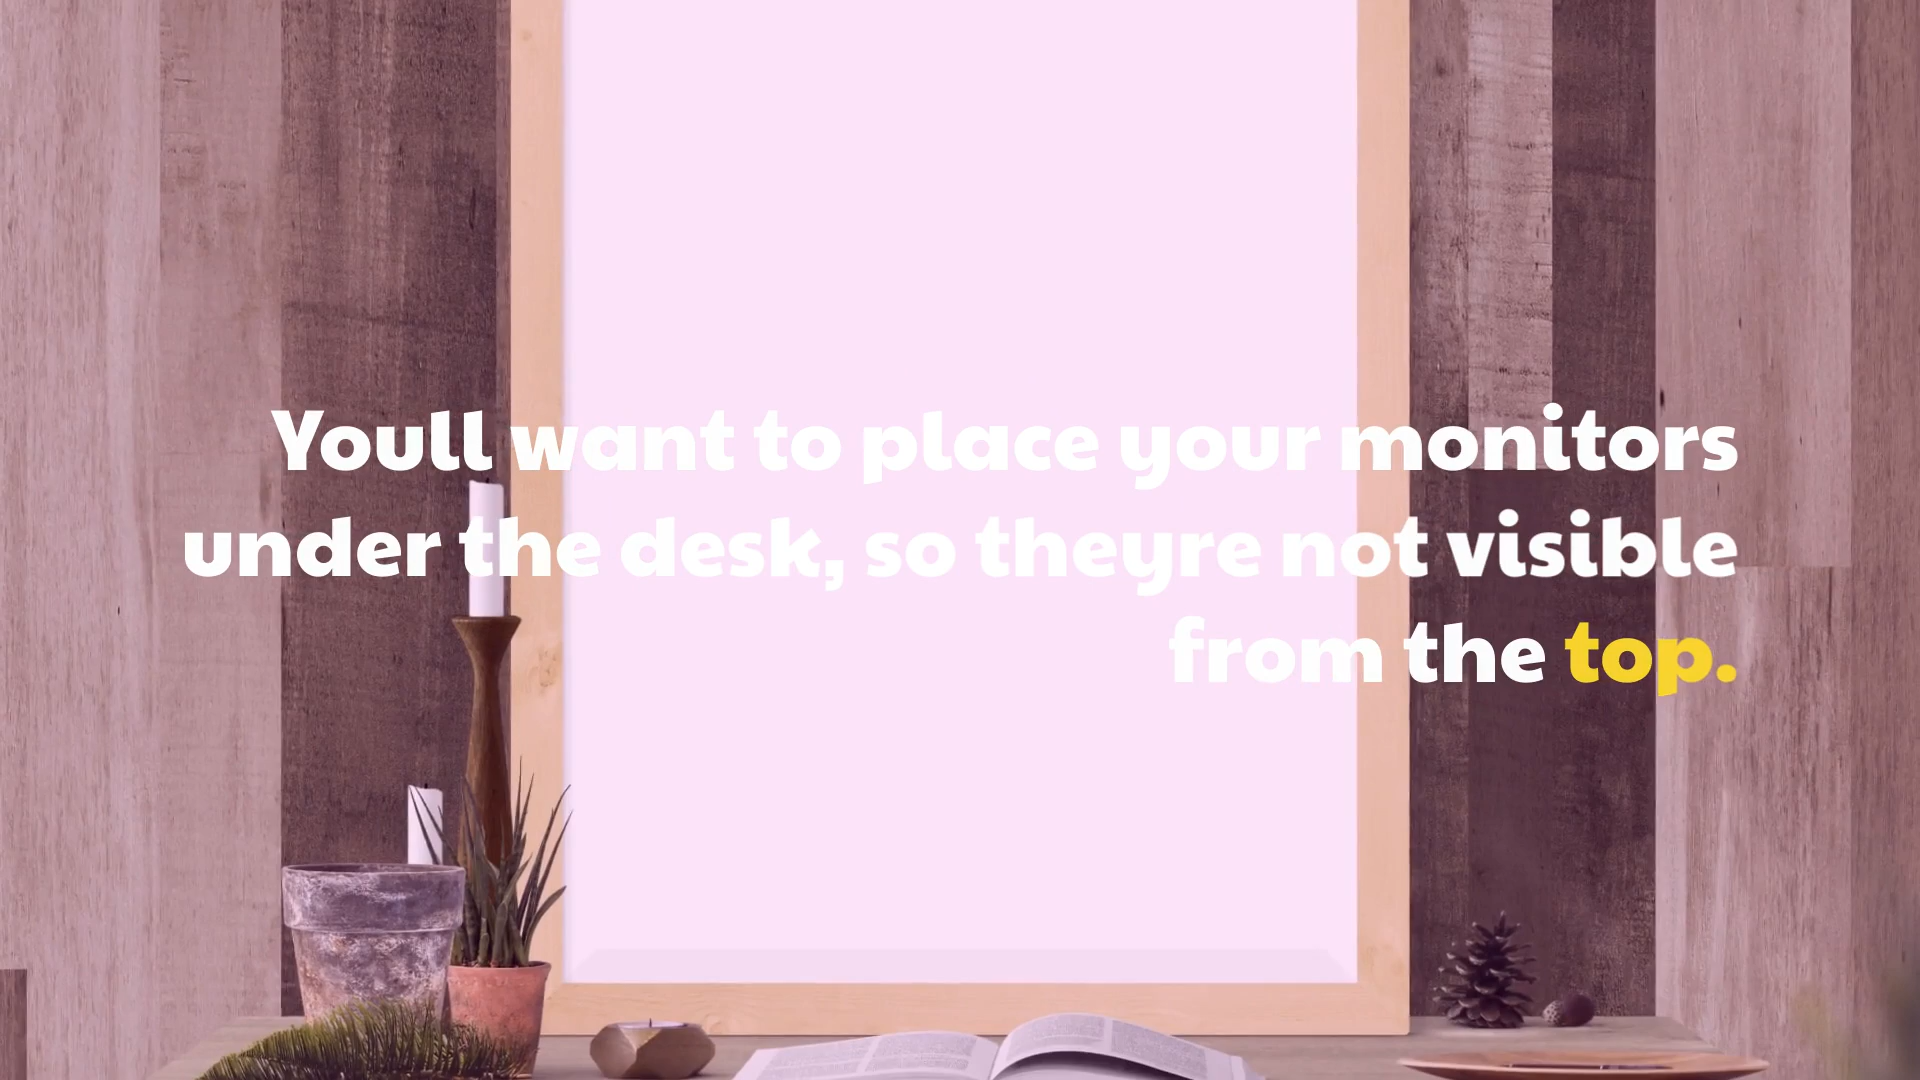 Youll want to place your monitors
under the desk, so theyre not visible
from the top.